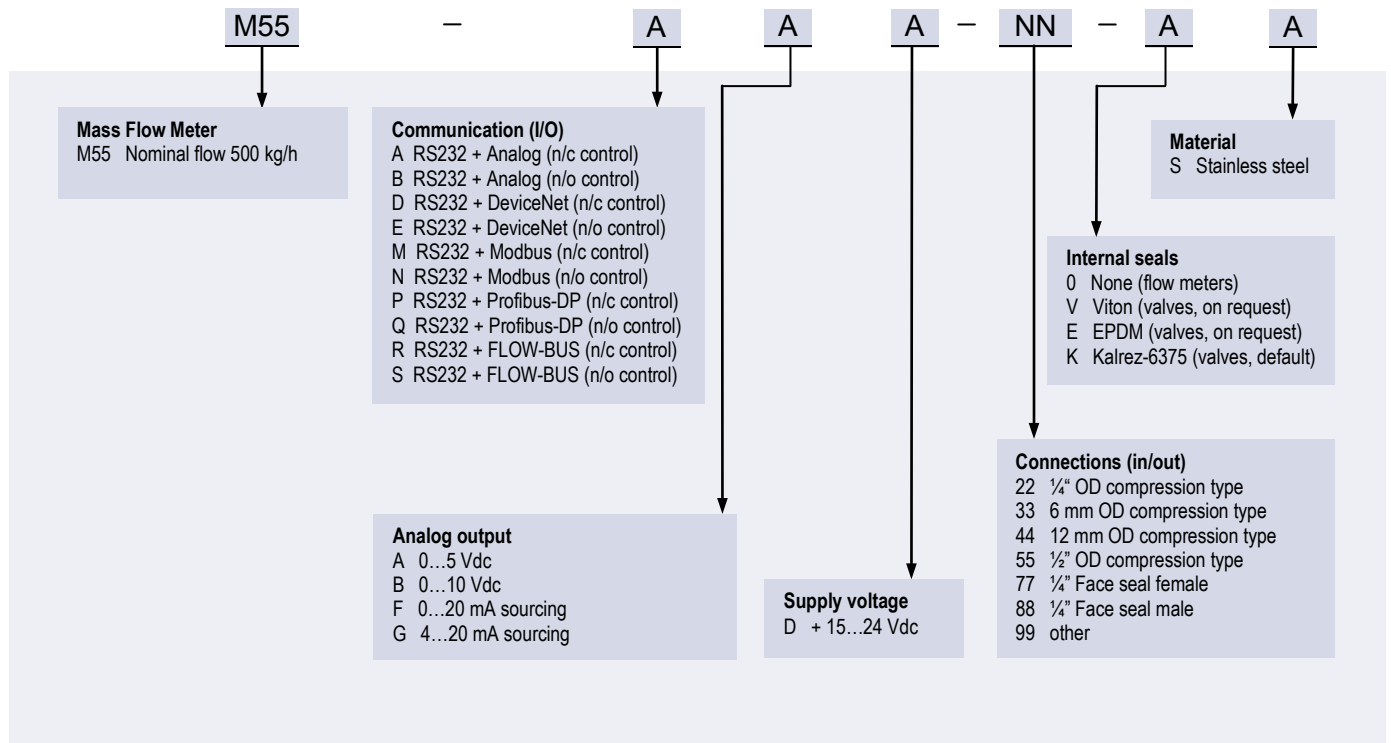 M55 – A A A – NN – A A
Mass Flow Meter
M55 Nominal flow 500 kg/h
Communication (I/O)
A RS232 + Analog (n/c control)
B RS232 + Analog (n/o control)
D RS232 + DeviceNet (n/c control)
E RS232 + DeviceNet (n/o control)
M RS232 + Modbus (n/c control)
N RS232 + Modbus (n/o control)
P RS232 + Profibus-DP (n/c control)
Q RS232 + Profibus-DP (n/o control)
R RS232 + FLOW-BUS (n/c control)
S RS232 + FLOW-BUS (n/o control)
Material
S Stainless steel
Internal seals
0 None (flow meters)
V Viton (valves, on request)
E EPDM (valves, on request)
K Kalrez-6375 (valves, default)
Analog output
A 0…5 Vdc
B 0…10 Vdc
F 0…20 mA sourcing
G 4…20 mA sourcing
Supply voltage
D + 15…24 Vdc
Connections (in/out)
22 ¼“ OD compression type
33 6 mm OD compression type
44 12 mm OD compression type
55 ½” OD compression type
77 ¼” Face seal female
88 ¼” Face seal male
99 other